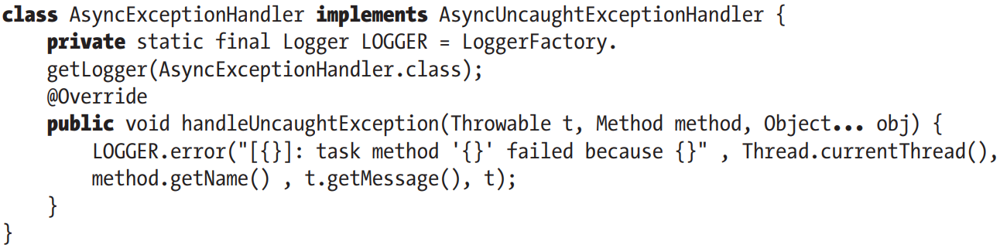 class AsyncExceptionHandler implements AsyncUncaughtExceptionHandler {
    private static final Logger LOGGER = LoggerFactory.
    getLogger(AsyncExceptionHandler.class);
    @Override
    public void handleUncaughtException(Throwable t, Method method, Object... obj) {
        LOGGER.error("[{}]: task method '{}' failed because {}" , Thread.currentThread(),
        method.getName() , t.getMessage(), t);
    }
}